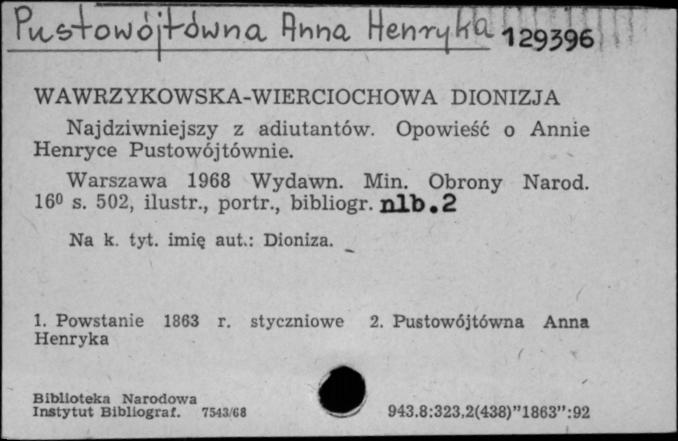 Pustowójtówna Anna Henryka 129396
WAWRZYKOWSKA-WIERCIOCHOWA DIONIZJA
Najdziwniejszy z adiutantów. Opowieść o Annie
Henryce Pustowójtównie.
Warszawa 1968 Wydawn. Min. Obrony Narod.
16⁰ s. 502, ilustr., portr., bibliogr. nlb.2
Na k. tyt. imię aut.: Dioniza.
1. Powstanie 1863 r. styczniowe 2. Pustowójtówna Anna
Henryka
Biblioteka Narodowa
Instytut Bibliograf. 7543/68 943.8:323.2(438)"1863":92